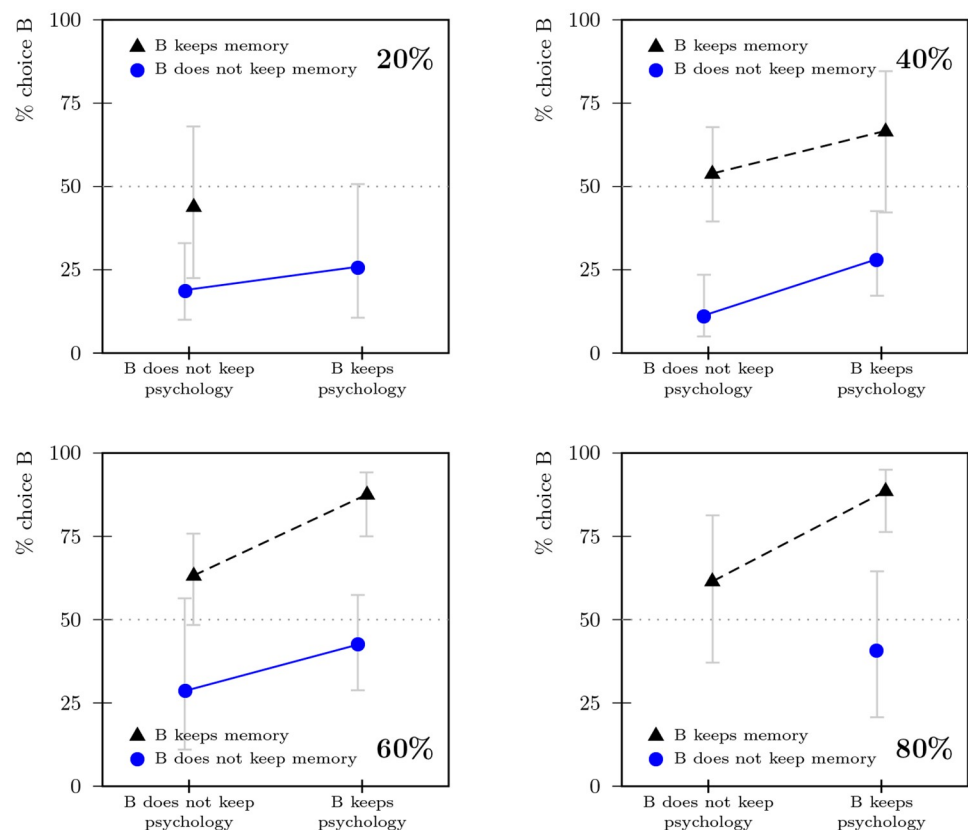 100
B keeps memory
20%
B does not keep memory
% choice B
75
50
25
0
B does not keep
psychology
B keeps
psychology
100
B keeps memory
40%
B does not keep memory
% choice B
75
50
25
0
B does not keep
psychology
B keeps
psychology
100
% choice B
75
50
25
B keeps memory
60%
B does not keep memory
0
B does not keep
psychology
B keeps
psychology
100
% choice B
75
50
25
B keeps memory
80%
B does not keep memory
0
B does not keep
psychology
B keeps
psychology